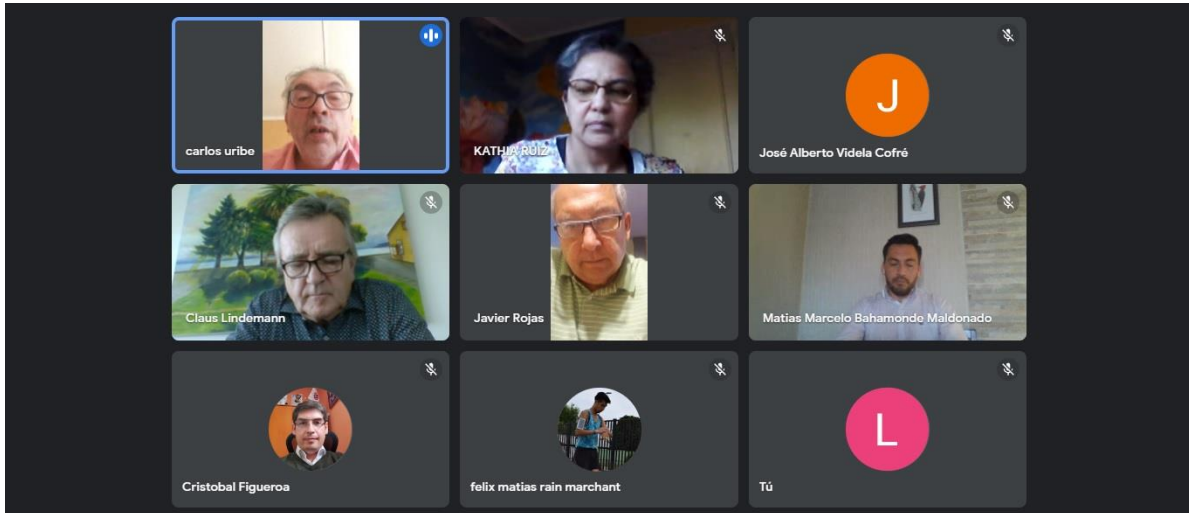 carlos uribe
KATHIA RUIZ
J
José Alberto Videla Cofré
Claus Lindemann
Javier Rojas
Matias Marcelo Bahamonde Maldonado
Cristobal Figueroa
felix matias rain marchant
L
Tú